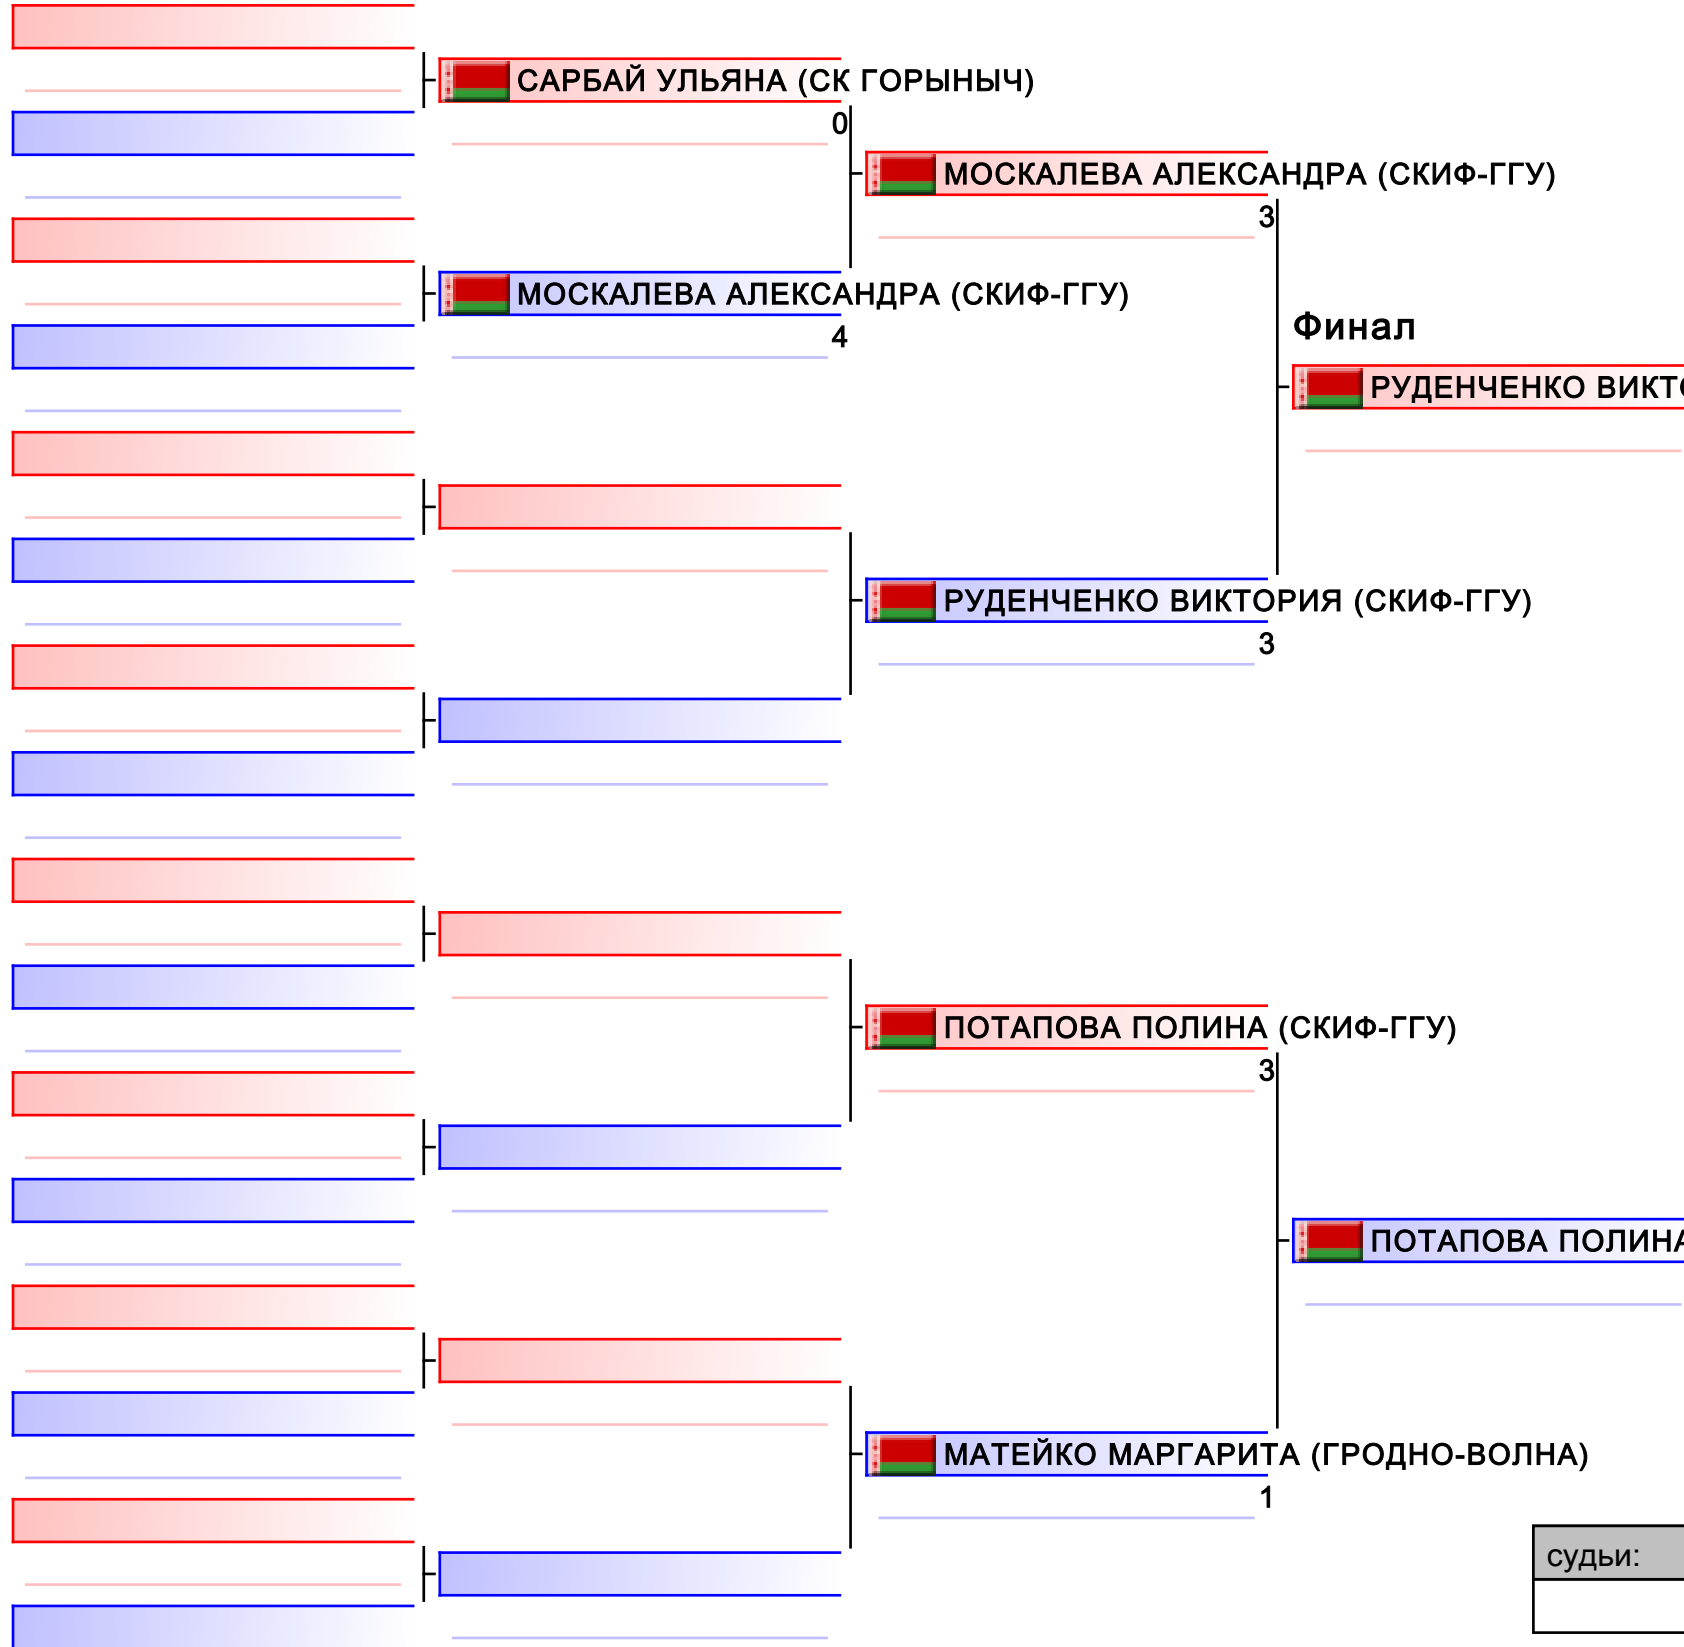 САРБАЙ УЛЬЯНА (СК ГОРЫНЫЧ)
0
МОСКАЛЕВА АЛЕКСАНДРА (СКИФ-ГГУ)
3
МОСКАЛЕВА АЛЕКСАНДРА (СКИФ-ГГУ)
4
Финал
РУДЕНЧЕНКО ВИКТО
РУДЕНЧЕНКО ВИКТОРИЯ (СКИФ-ГГУ)
3
ПОТАПОВА ПОЛИНА (СКИФ-ГГУ)
3
ПОТАПОВА ПОЛИНА
МАТЕЙКО МАРГАРИТА (ГРОДНО-ВОЛНА)
1
судьи: